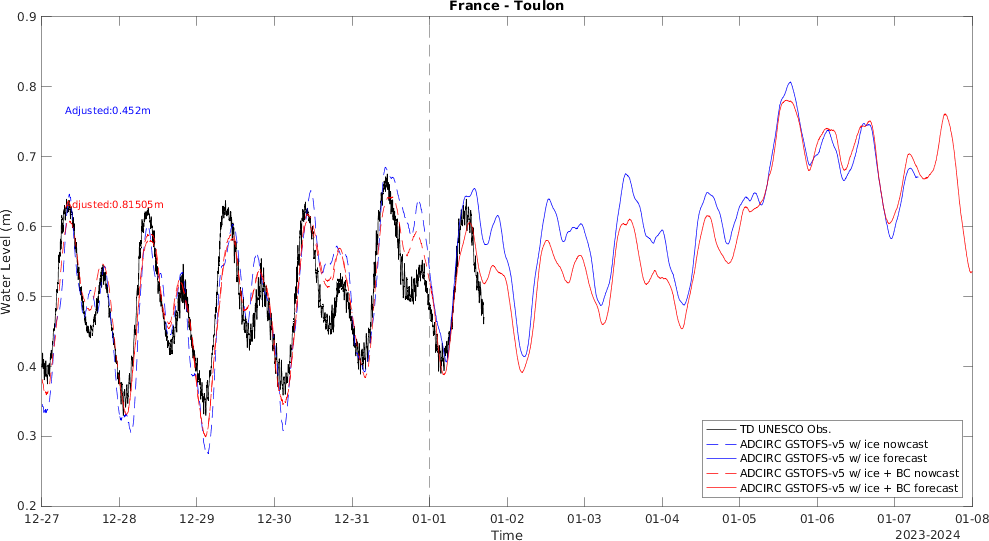 France - Toulon
0.9
0.8
0.7
0.6
0.5
0.4
0.3
0.2
Water Level (m)
Adjusted:0.452m
Adjusted:0.81505m
TD UNESCO Obs.
ADCIRC GSTOFS-v5 w/ ice nowcast
ADCIRC GSTOFS-v5 w/ ice forecast
ADCIRC GSTOFS-v5 w/ ice + BC nowcast
ADCIRC GSTOFS-v5 w/ ice + BC forecast
12-27 12-28 12-29 12-30 12-31 01-01 01-02 01-03 01-04 01-05 01-06 01-07 01-08
Time
2023-2024